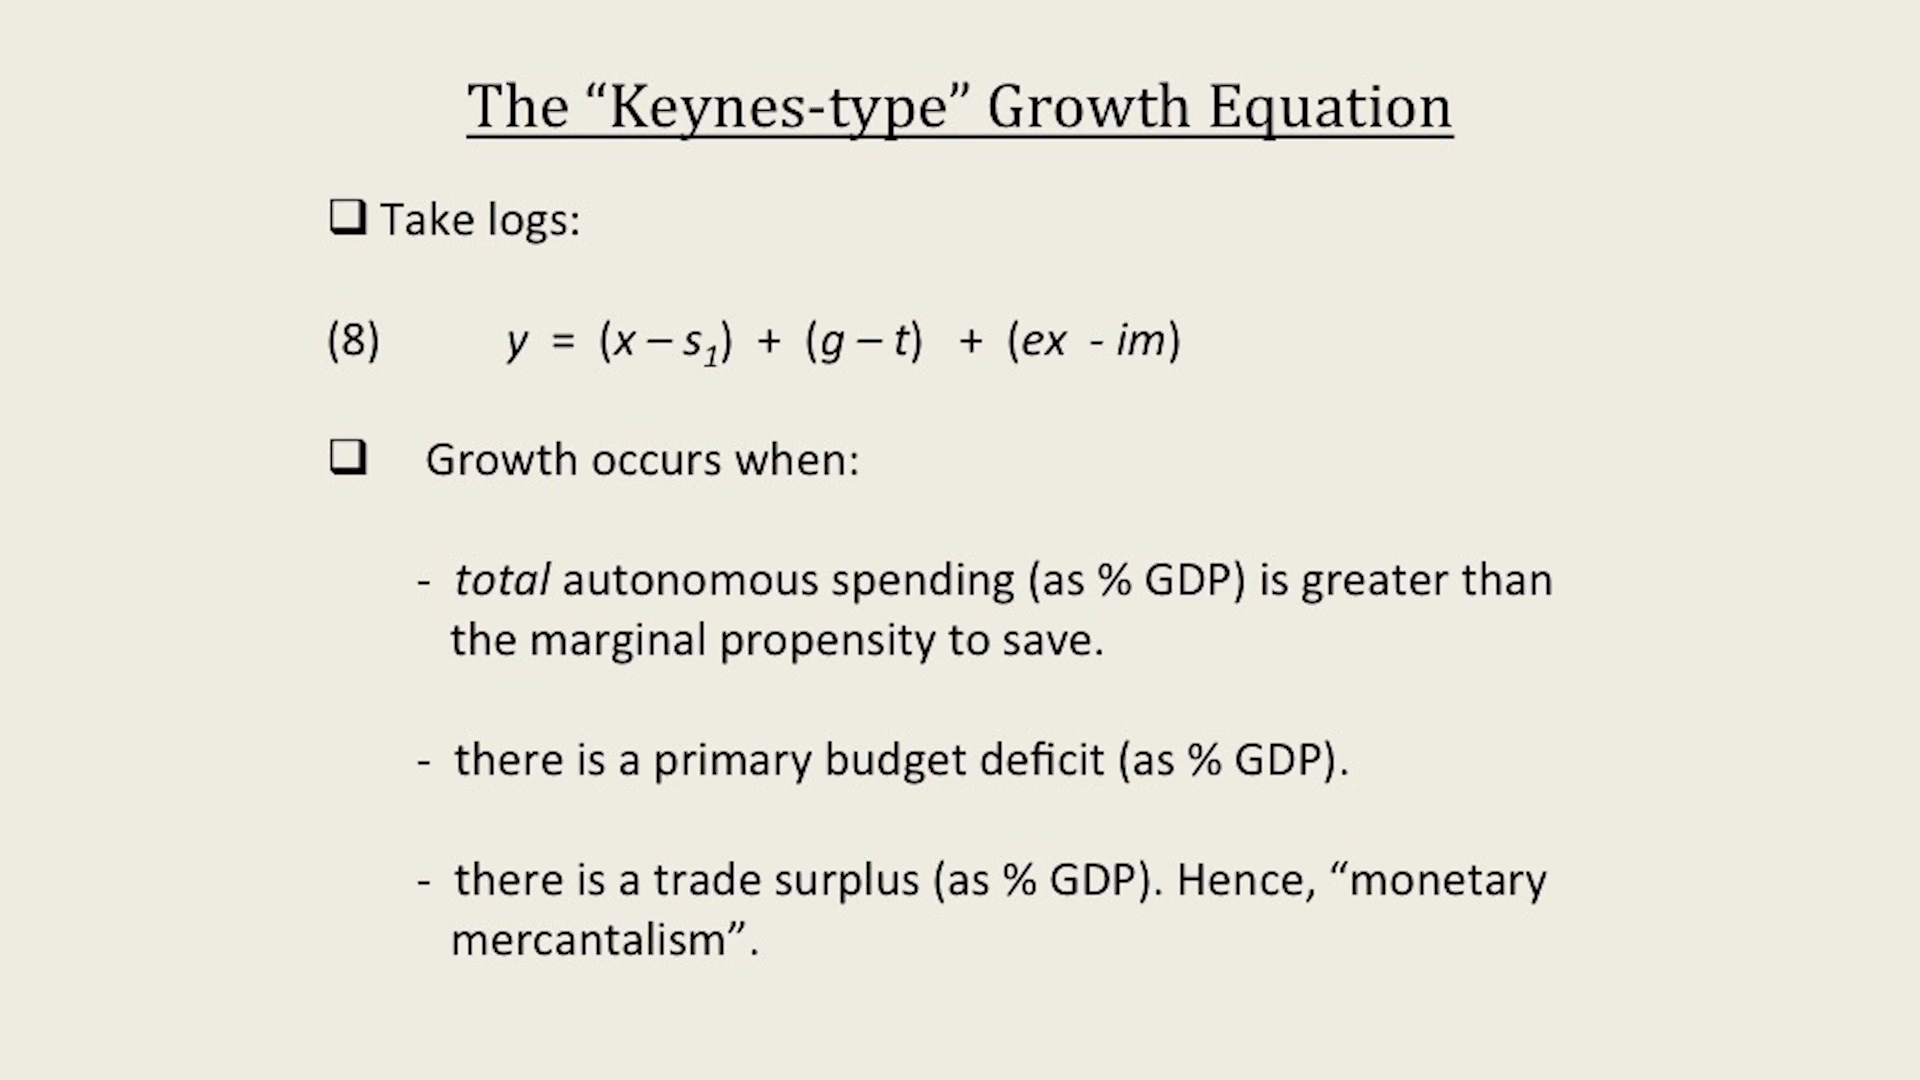 The “Keynes-type” Growth Equation
❑ Take logs:
(8) y = (x – s₁) + (g – t) + (ex - im)
❑ Growth occurs when:
- total autonomous spending (as % GDP) is greater than
the marginal propensity to save.
- there is a primary budget deficit (as % GDP).
- there is a trade surplus (as % GDP). Hence, “monetary
mercantalism”.